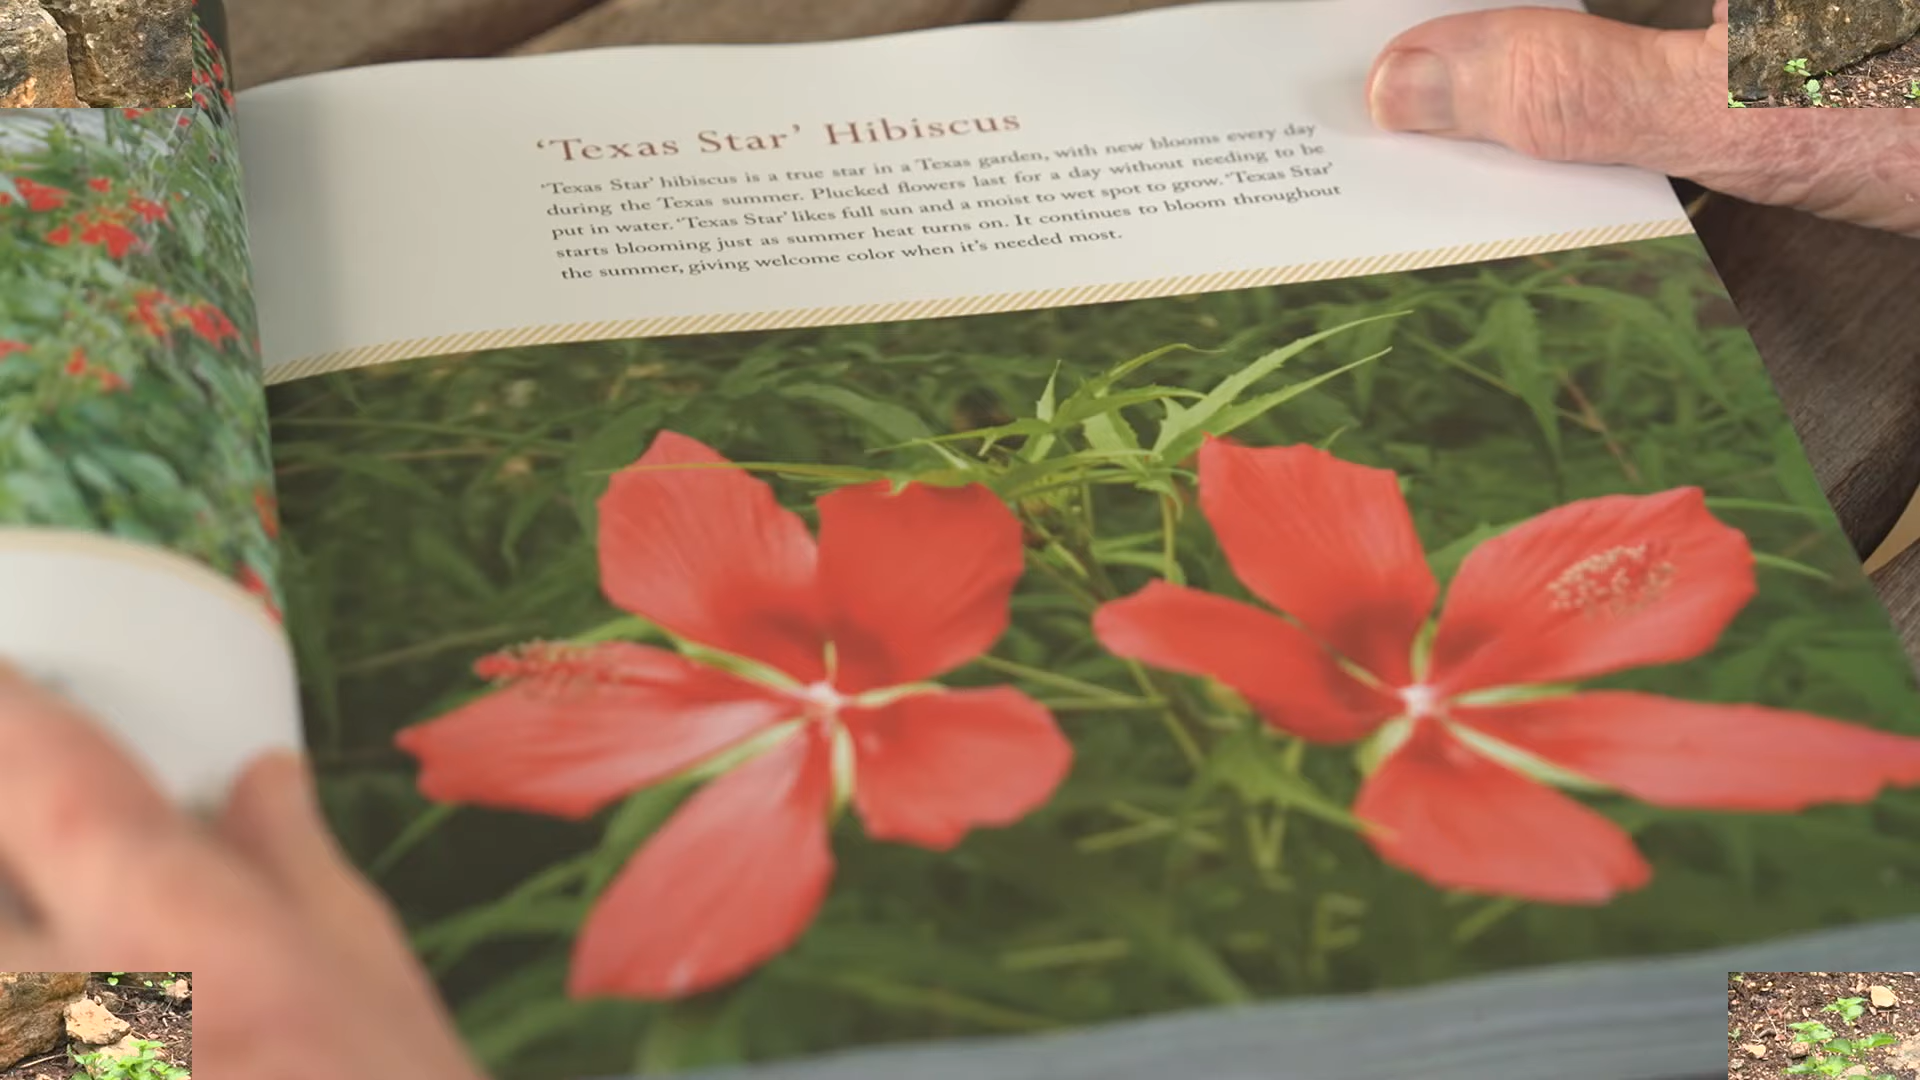 ‘Texas Star’ Hibiscus
‘Texas Star’ hibiscus is a true star in a Texas garden, with new blooms every day
during the Texas summer. Plucked flowers last for a day without needing to be
put in water. ‘Texas Star’ likes full sun and a moist to wet spot to grow. ‘Texas Star’
starts blooming just as summer heat turns on. It continues to bloom throughout
the summer, giving welcome color when it’s needed most.